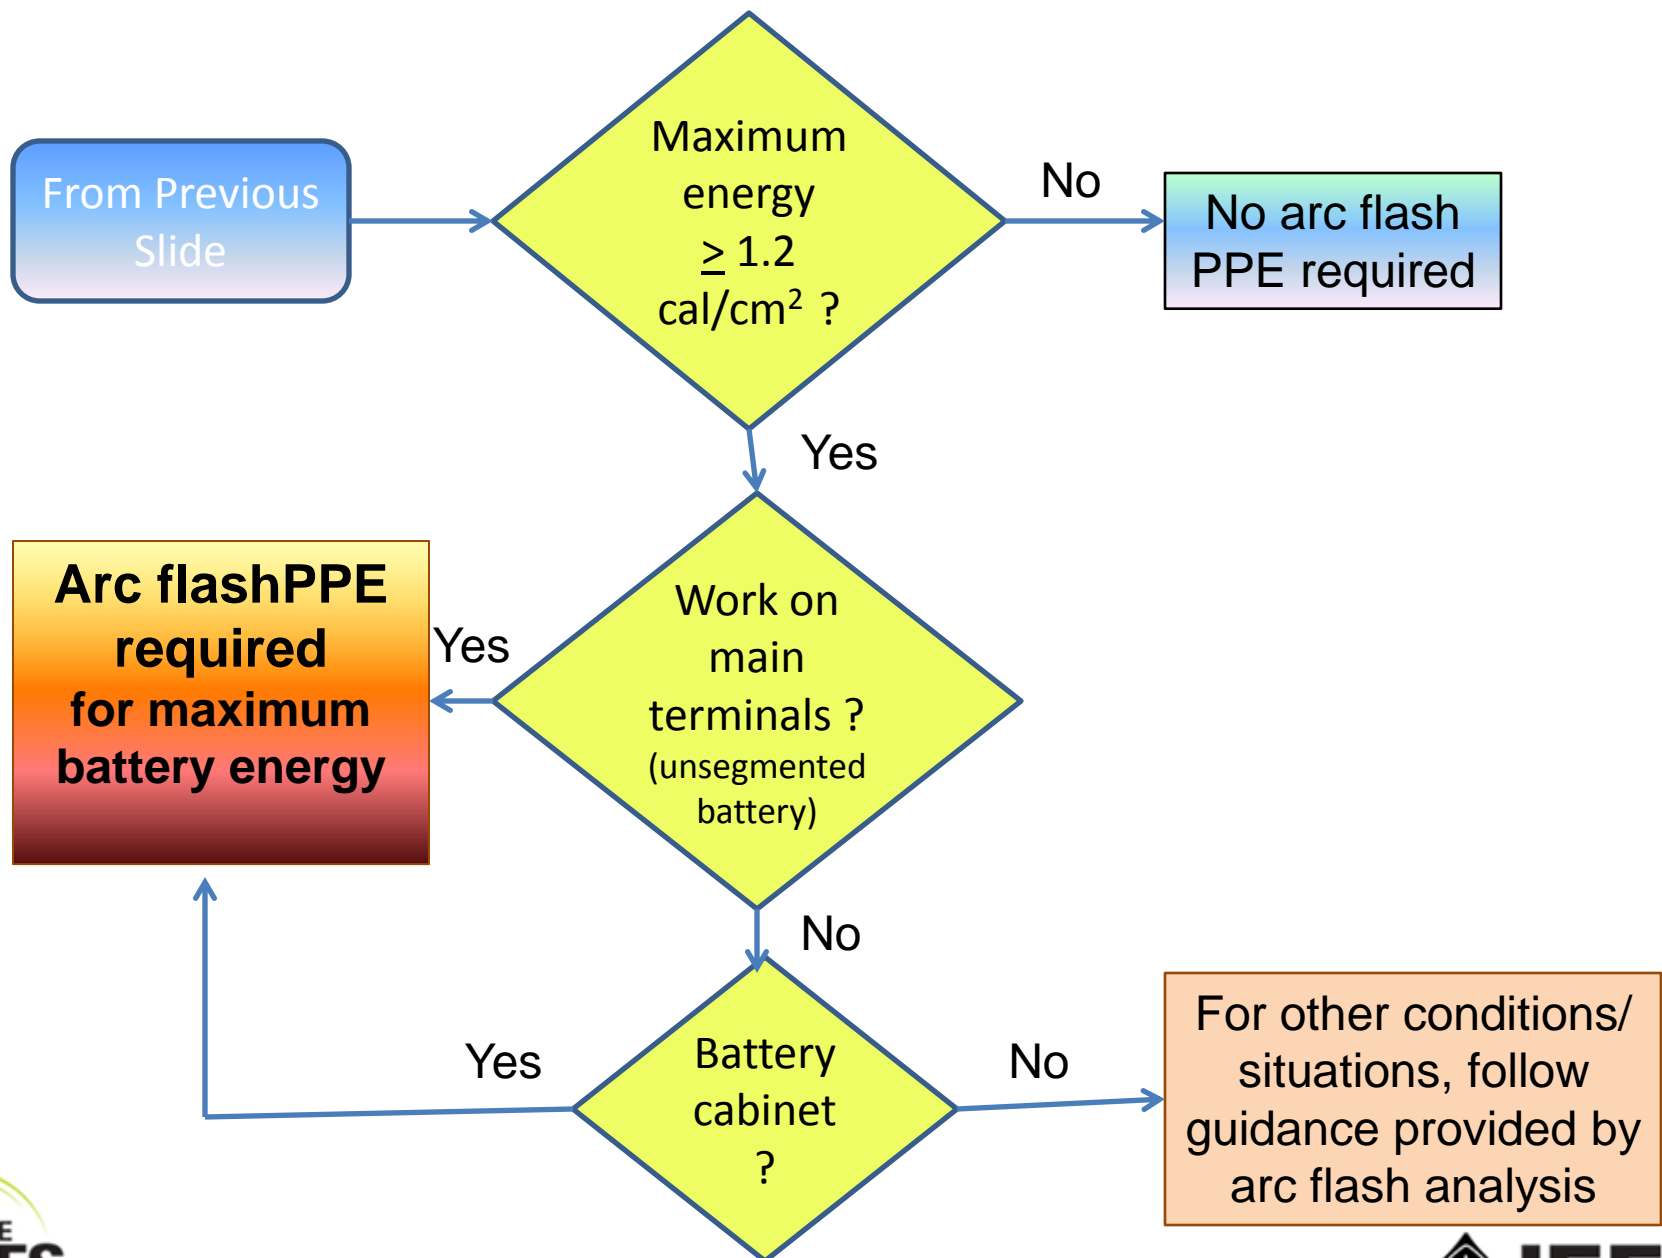 From Previous
Slide
Maximum
energy
≥ 1.2
cal/cm² ?
No
No arc flash
PPE required
Yes
Arc flashPPE
required
for maximum
battery energy
Yes
Work on
main
terminals ?
(unsegmented
battery)
No
Yes
Battery
cabinet
?
No
For other conditions/
situations, follow
guidance provided by
arc flash analysis